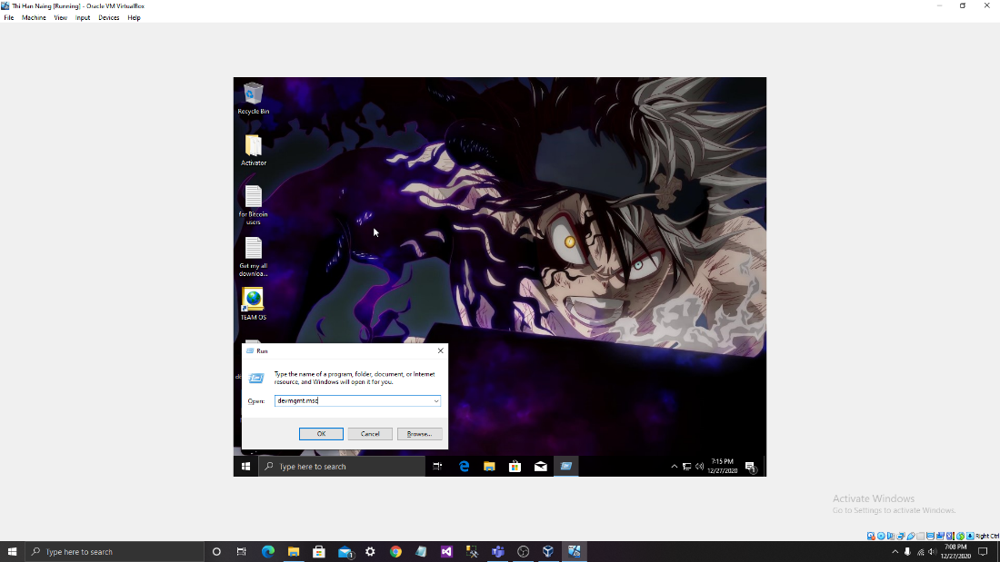 Thi Han Naing [Running] - Oracle VM VirtualBox
File Machine View Input Devices Help
Recycle Bin
Activator
for Bitcoin
users
Get my all
downloa...
TEAM OS
Run
Type the name of a program, folder, document, or Internet
resource, and Windows will open it for you.
Open:
devmgmt.msc
OK
Cancel
Browse...
Type here to search
7:15 PM
12/27/2020
1
Activate Windows
Go to Settings to activate Windows.
Right Ctrl
Type here to search
1
7:08 PM
12/27/2020